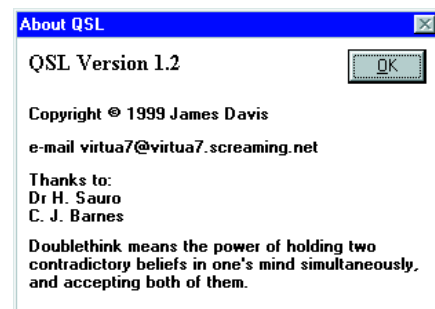 About QSL
QSL Version 1.2
OK
Copyright © 1999 James Davis
e-mail virtua7@virtua7.screaming.net
Thanks to:
Dr H. Sauro
C. J. Barnes
Doublethink means the power of holding two
contradictory beliefs in one's mind simultaneously,
and accepting both of them.